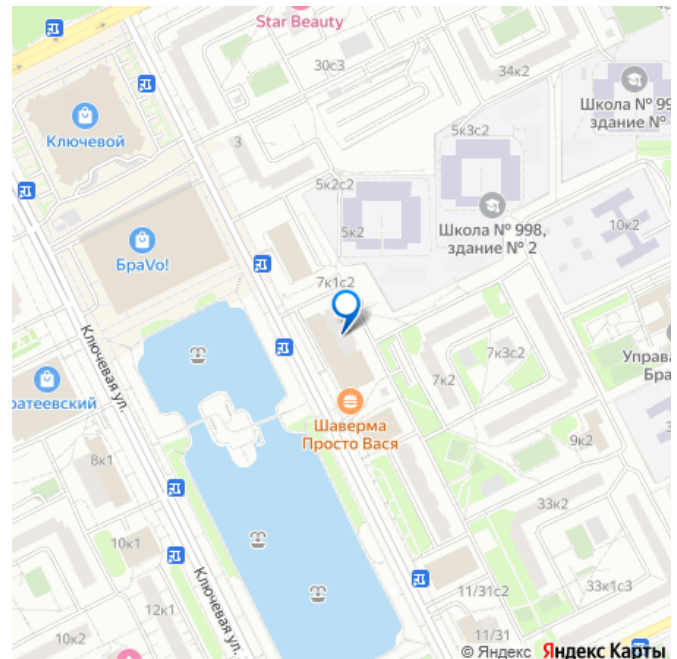 Star Beauty
30с3
34к2
Школа № 99
здание №
Ключевой
3
5к3с2
5к2с2
5к2
Школа № 998,
здание № 2
10к2
БраVo!
7к1с2
Ключевая ул.
7к3с2
Управа
Бра
ратеевский
7к2
Шаверма
Просто Вася
9к2
8к1
33к2
10к1
Ключевая ул.
12к1
11/31с2
33к1с3
10к2
11/31
© Яндекс Яндекс Карты